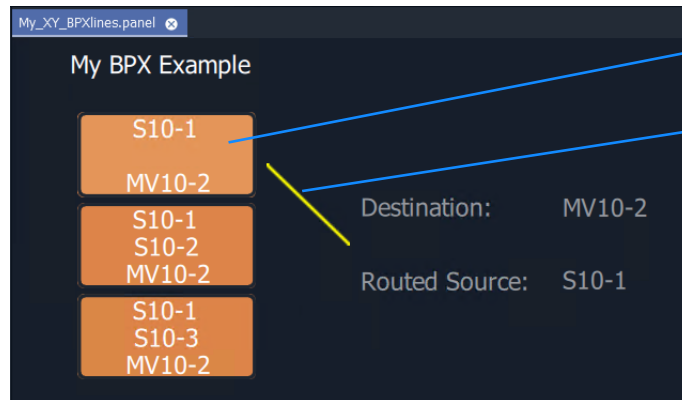 My_XY_BPXlines.panel
My BPX Example
S10-1
MV10-2
S10-1
S10-2
MV10-2
S10-1
S10-3
MV10-2
Destination: MV10-2
Routed Source: S10-1